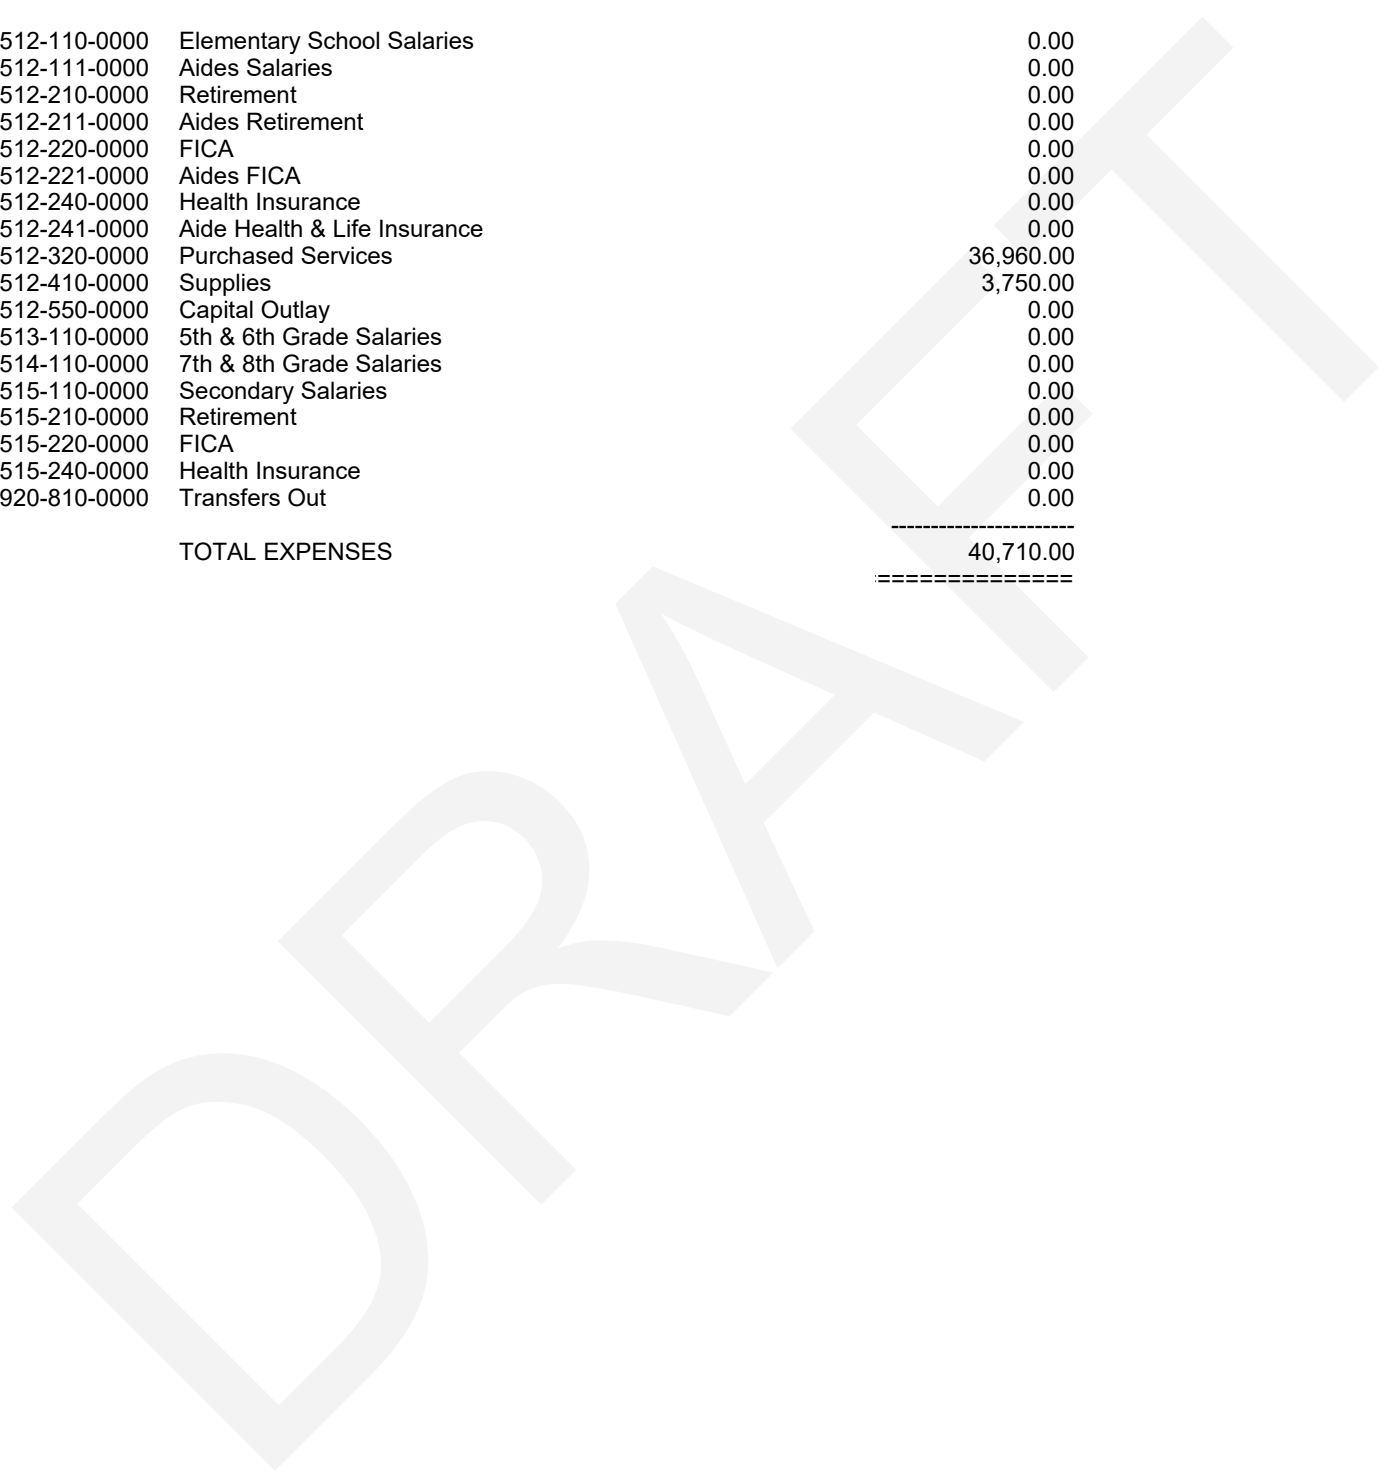 512-110-0000 Elementary School Salaries 0.00
512-111-0000 Aides Salaries 0.00
512-210-0000 Retirement 0.00
512-211-0000 Aides Retirement 0.00
512-220-0000 FICA 0.00
512-221-0000 Aides FICA 0.00
512-240-0000 Health Insurance 0.00
512-241-0000 Aide Health & Life Insurance 0.00
512-320-0000 Purchased Services 36,960.00
512-410-0000 Supplies 3,750.00
512-550-0000 Capital Outlay 0.00
513-110-0000 5th & 6th Grade Salaries 0.00
514-110-0000 7th & 8th Grade Salaries 0.00
515-110-0000 Secondary Salaries 0.00
515-210-0000 Retirement 0.00
515-220-0000 FICA 0.00
515-240-0000 Health Insurance 0.00
920-810-0000 Transfers Out 0.00
-----------------------
TOTAL EXPENSES 40,710.00
==============
DRAFT